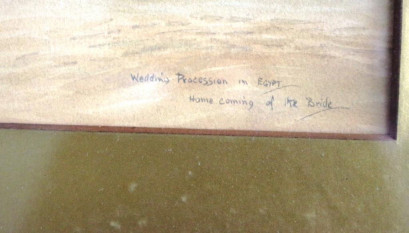 Wedding Procession in Egypt
Home coming of the Bride